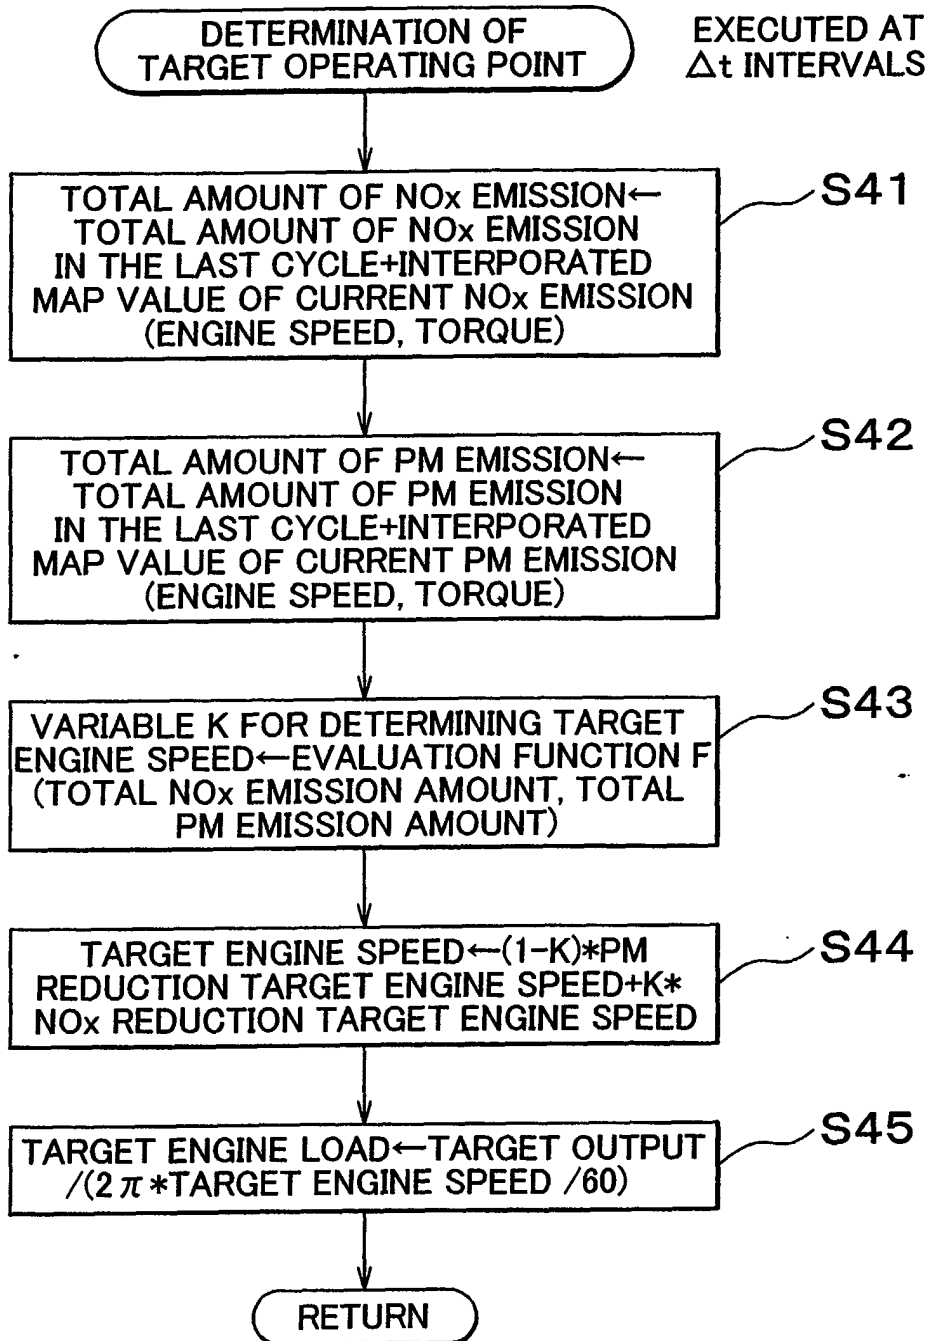 DETERMINATION OF
TARGET OPERATING POINT
EXECUTED AT
Δt INTERVALS
TOTAL AMOUNT OF NOx EMISSION←
TOTAL AMOUNT OF NOx EMISSION
IN THE LAST CYCLE+INTERPORATED
MAP VALUE OF CURRENT NOx EMISSION
(ENGINE SPEED, TORQUE)
S41
TOTAL AMOUNT OF PM EMISSION←
TOTAL AMOUNT OF PM EMISSION
IN THE LAST CYCLE+INTERPORATED
MAP VALUE OF CURRENT PM EMISSION
(ENGINE SPEED, TORQUE)
S42
VARIABLE K FOR DETERMINING TARGET
ENGINE SPEED←EVALUATION FUNCTION F
(TOTAL NOx EMISSION AMOUNT, TOTAL
PM EMISSION AMOUNT)
S43
TARGET ENGINE SPEED←(1-K)*PM
REDUCTION TARGET ENGINE SPEED+K*
NOx REDUCTION TARGET ENGINE SPEED
S44
TARGET ENGINE LOAD←TARGET OUTPUT
/(2π*TARGET ENGINE SPEED/60)
S45
RETURN